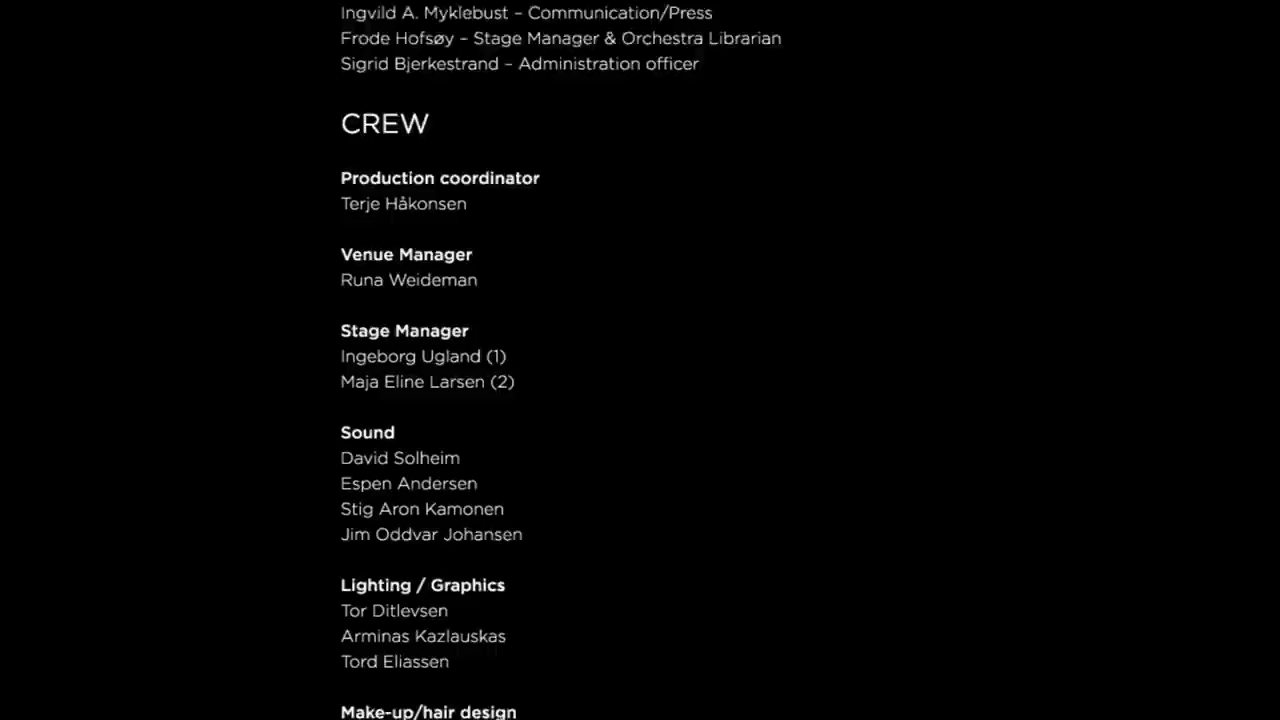 Ingvild A. Myklebust – Communication/Press
Frode Hofsøy – Stage Manager & Orchestra Librarian
Sigrid Bjerkestrand – Administration officer
CREW
Production coordinator
Terje Håkonsen
Venue Manager
Runa Weideman
Stage Manager
Ingeborg Ugland (1)
Maja Eline Larsen (2)
Sound
David Solheim
Espen Andersen
Stig Aron Kamonen
Jim Oddvar Johansen
Lighting / Graphics
Tor Ditlevsen
Arminas Kazlauskas
Tord Eliassen
Make-up/hair design